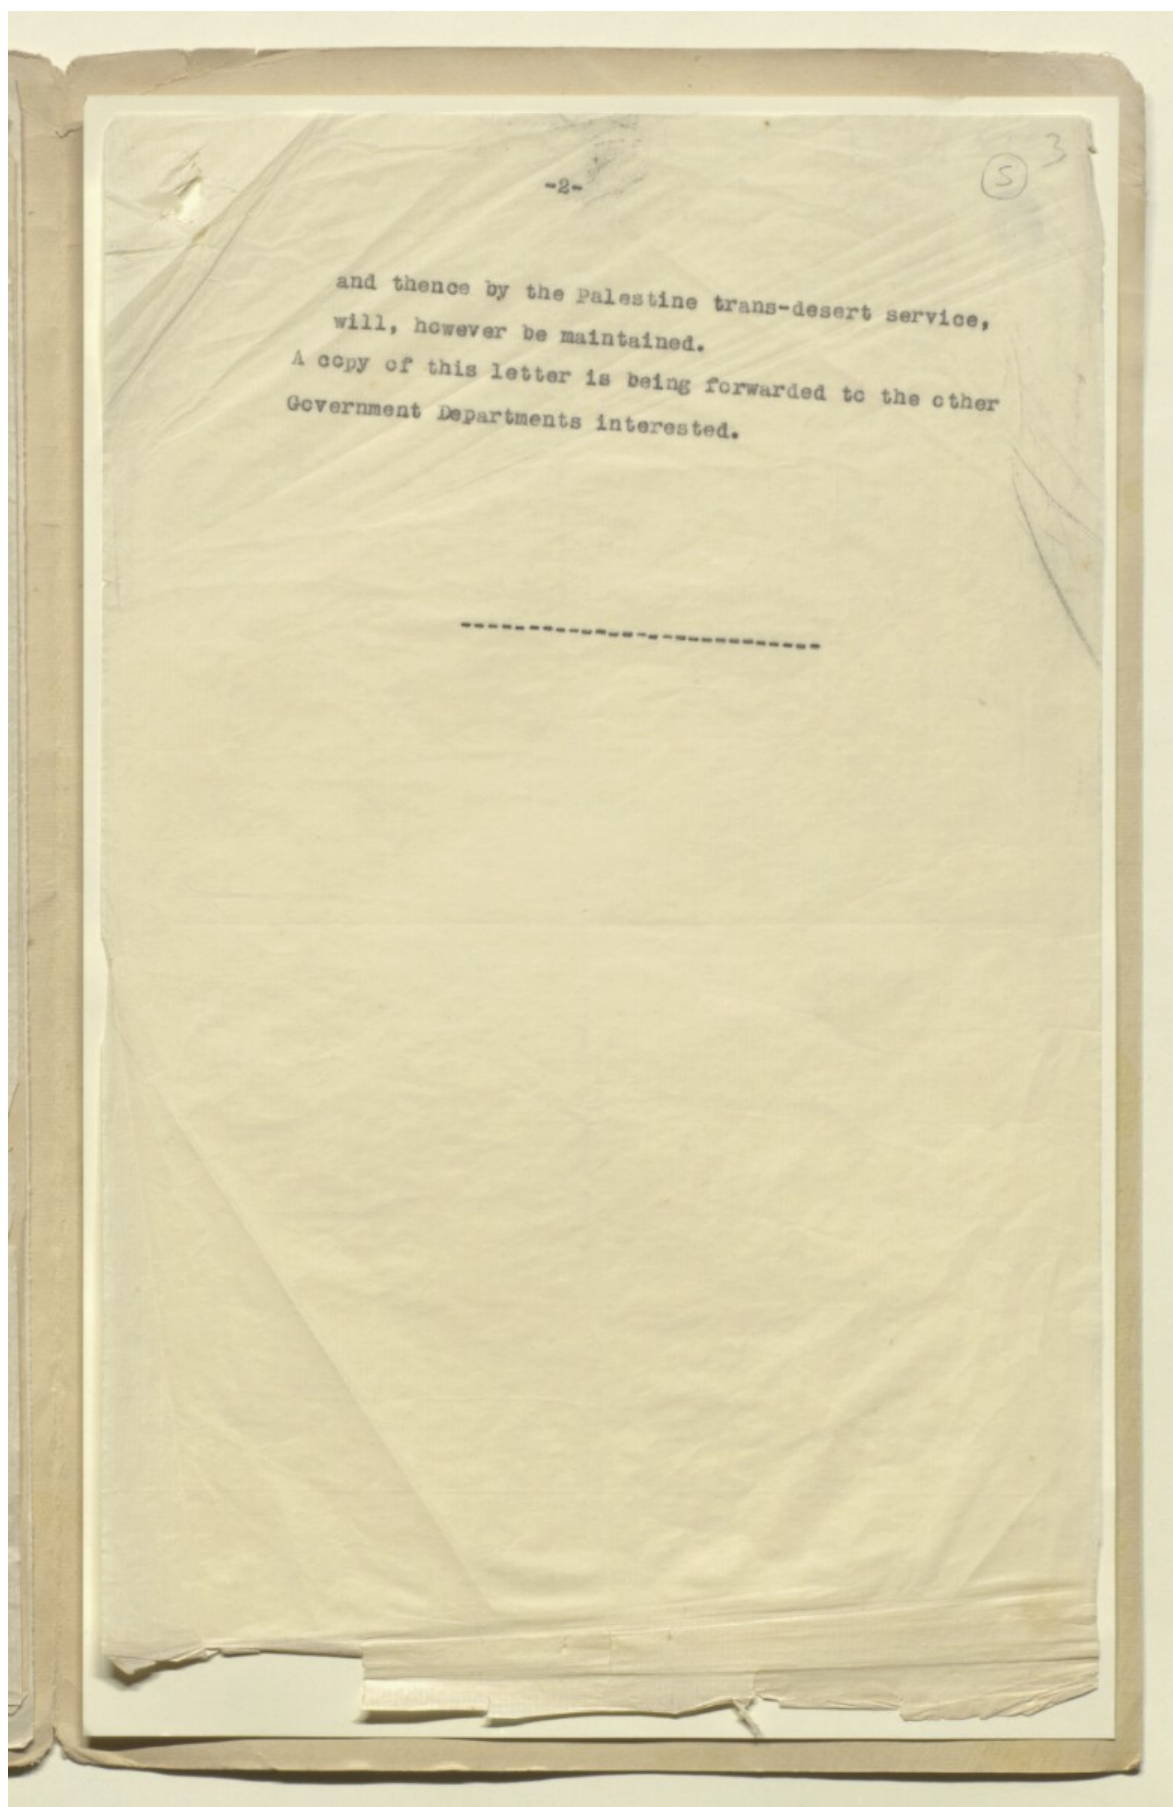 -2-
3
5
and thence by the Palestine trans-desert service,
will, however be maintained.
A copy of this letter is being forwarded to the other
Government Departments interested.
---------------------------